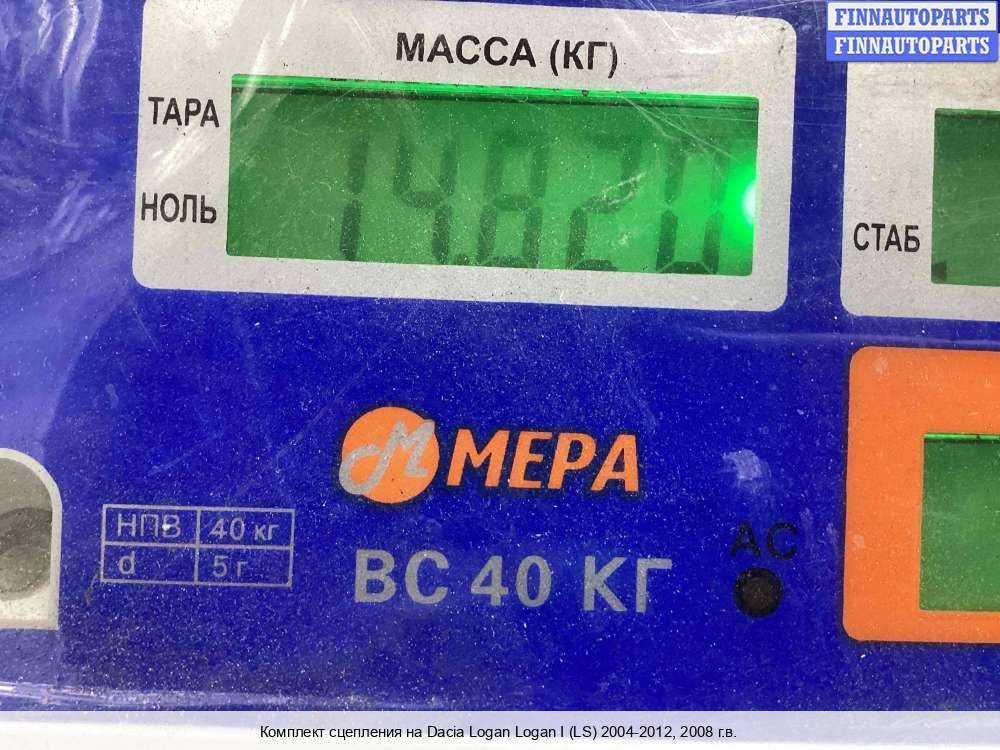 FINNAUTOPARTS
FINNAUTOPARTS
МАССА (КГ)
ТАРА
НОЛЬ
14.820
СТАБ
М МЕРА
НПВ 40 кг
d 5 г
ВС 40 КГ
АС
Комплект сцепления на Dacia Logan Logan I (LS) 2004-2012, 2008 г.в.